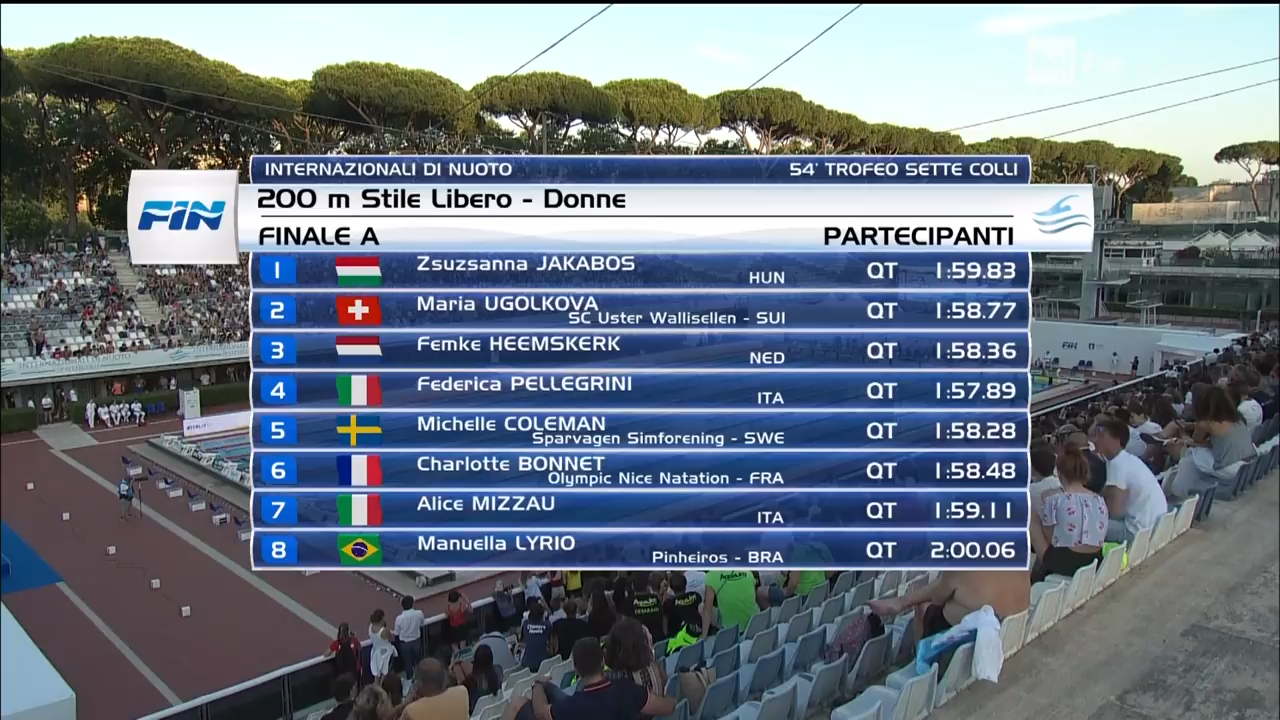 INTERNAZIONALI DI NUOTO 54° TROFEO SETTE COLLI
FIN
200 m Stile Libero - Donne
FINALE A PARTECIPANTI
1 Zsuzsanna JAKABOS HUN QT 1:59.83
2 Maria UGOLKOVA SC Uster Wallisellen - SUI QT 1:58.77
3 Femke HEEMSKERK NED QT 1:58.36
4 Federica PELLEGRINI ITA QT 1:57.89
5 Michelle COLEMAN Sparvagen Simforening - SWE QT 1:58.28
6 Charlotte BONNET Olympic Nice Natation - FRA QT 1:58.48
7 Alice MIZZAU ITA QT 1:59.11
8 Manuella LYRIO Pinheiros - BRA QT 2:00.06
INTERNAZIONALI DI NUOTO
FIN